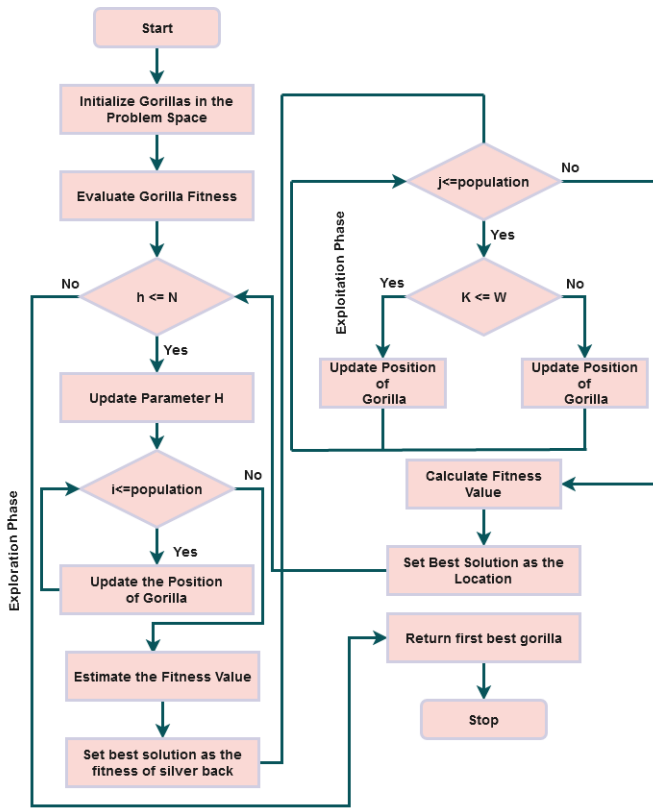 Start
Initialize Gorillas in the
Problem Space
Evaluate Gorilla Fitness
h <= N
No
Yes
Update Parameter H
i<=population
No
Yes
Update the Position
of Gorilla
Estimate the Fitness Value
Set best solution as the
fitness of silver back
Exploration Phase
j<=population
No
Yes
Exploitation Phase
K <= W
Yes
No
Update Position
of
Gorilla
Update Position
of
Gorilla
Calculate Fitness
Value
Set Best Solution as the
Location
Return first best gorilla
Stop